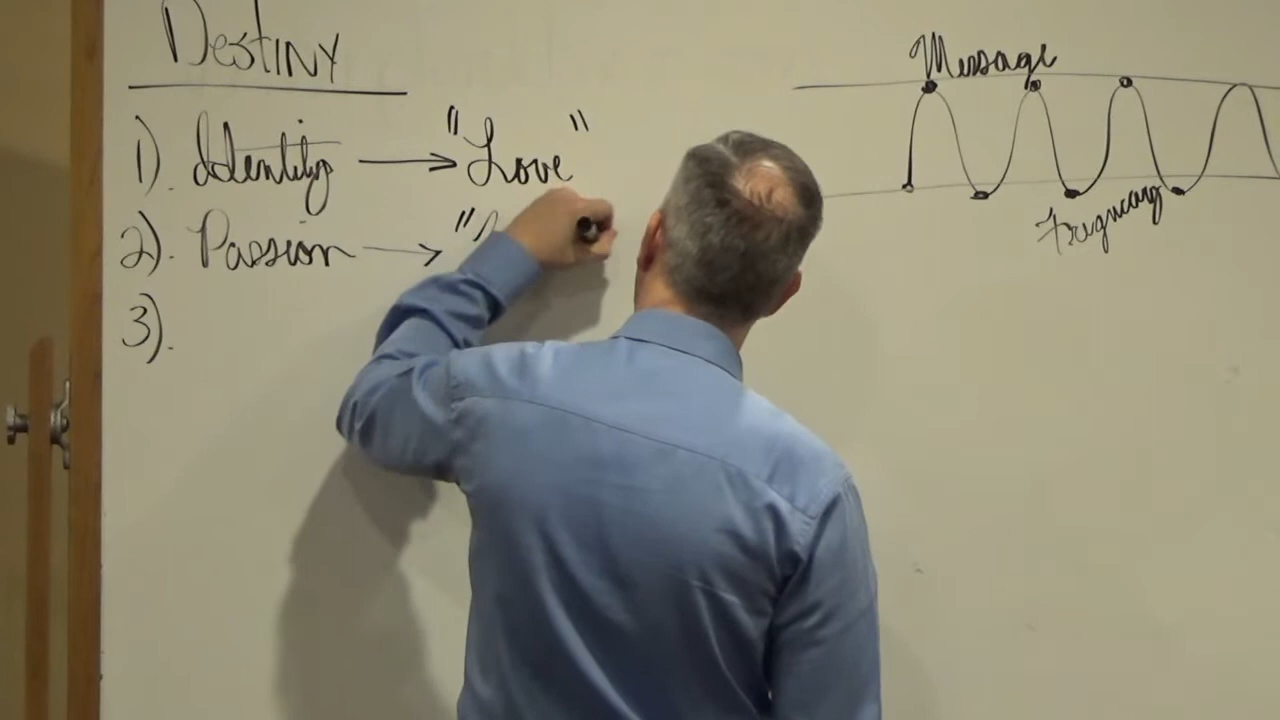 Destiny
1). Identity → "Love"
2). Passion → "
3).
Message
Frequency